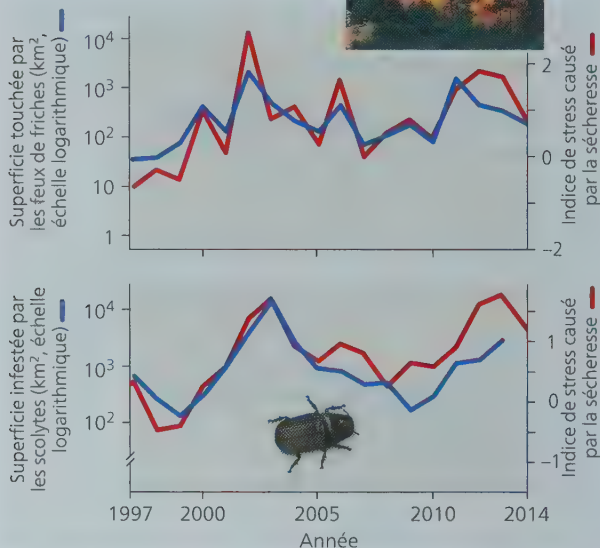 Superficie touchée par
les feux de friches (km²,
échelle logarithmique)
10⁴
10³
10²
10
1
2
0
–2
Indice de stress causé
par la sécheresse
Superficie infestée par
les scolytes (km², échelle
logarithmique)
10⁴
10³
10²
1
0
–1
Indice de stress causé
par la sécheresse
1997
2000
2005
2010
2014
Année